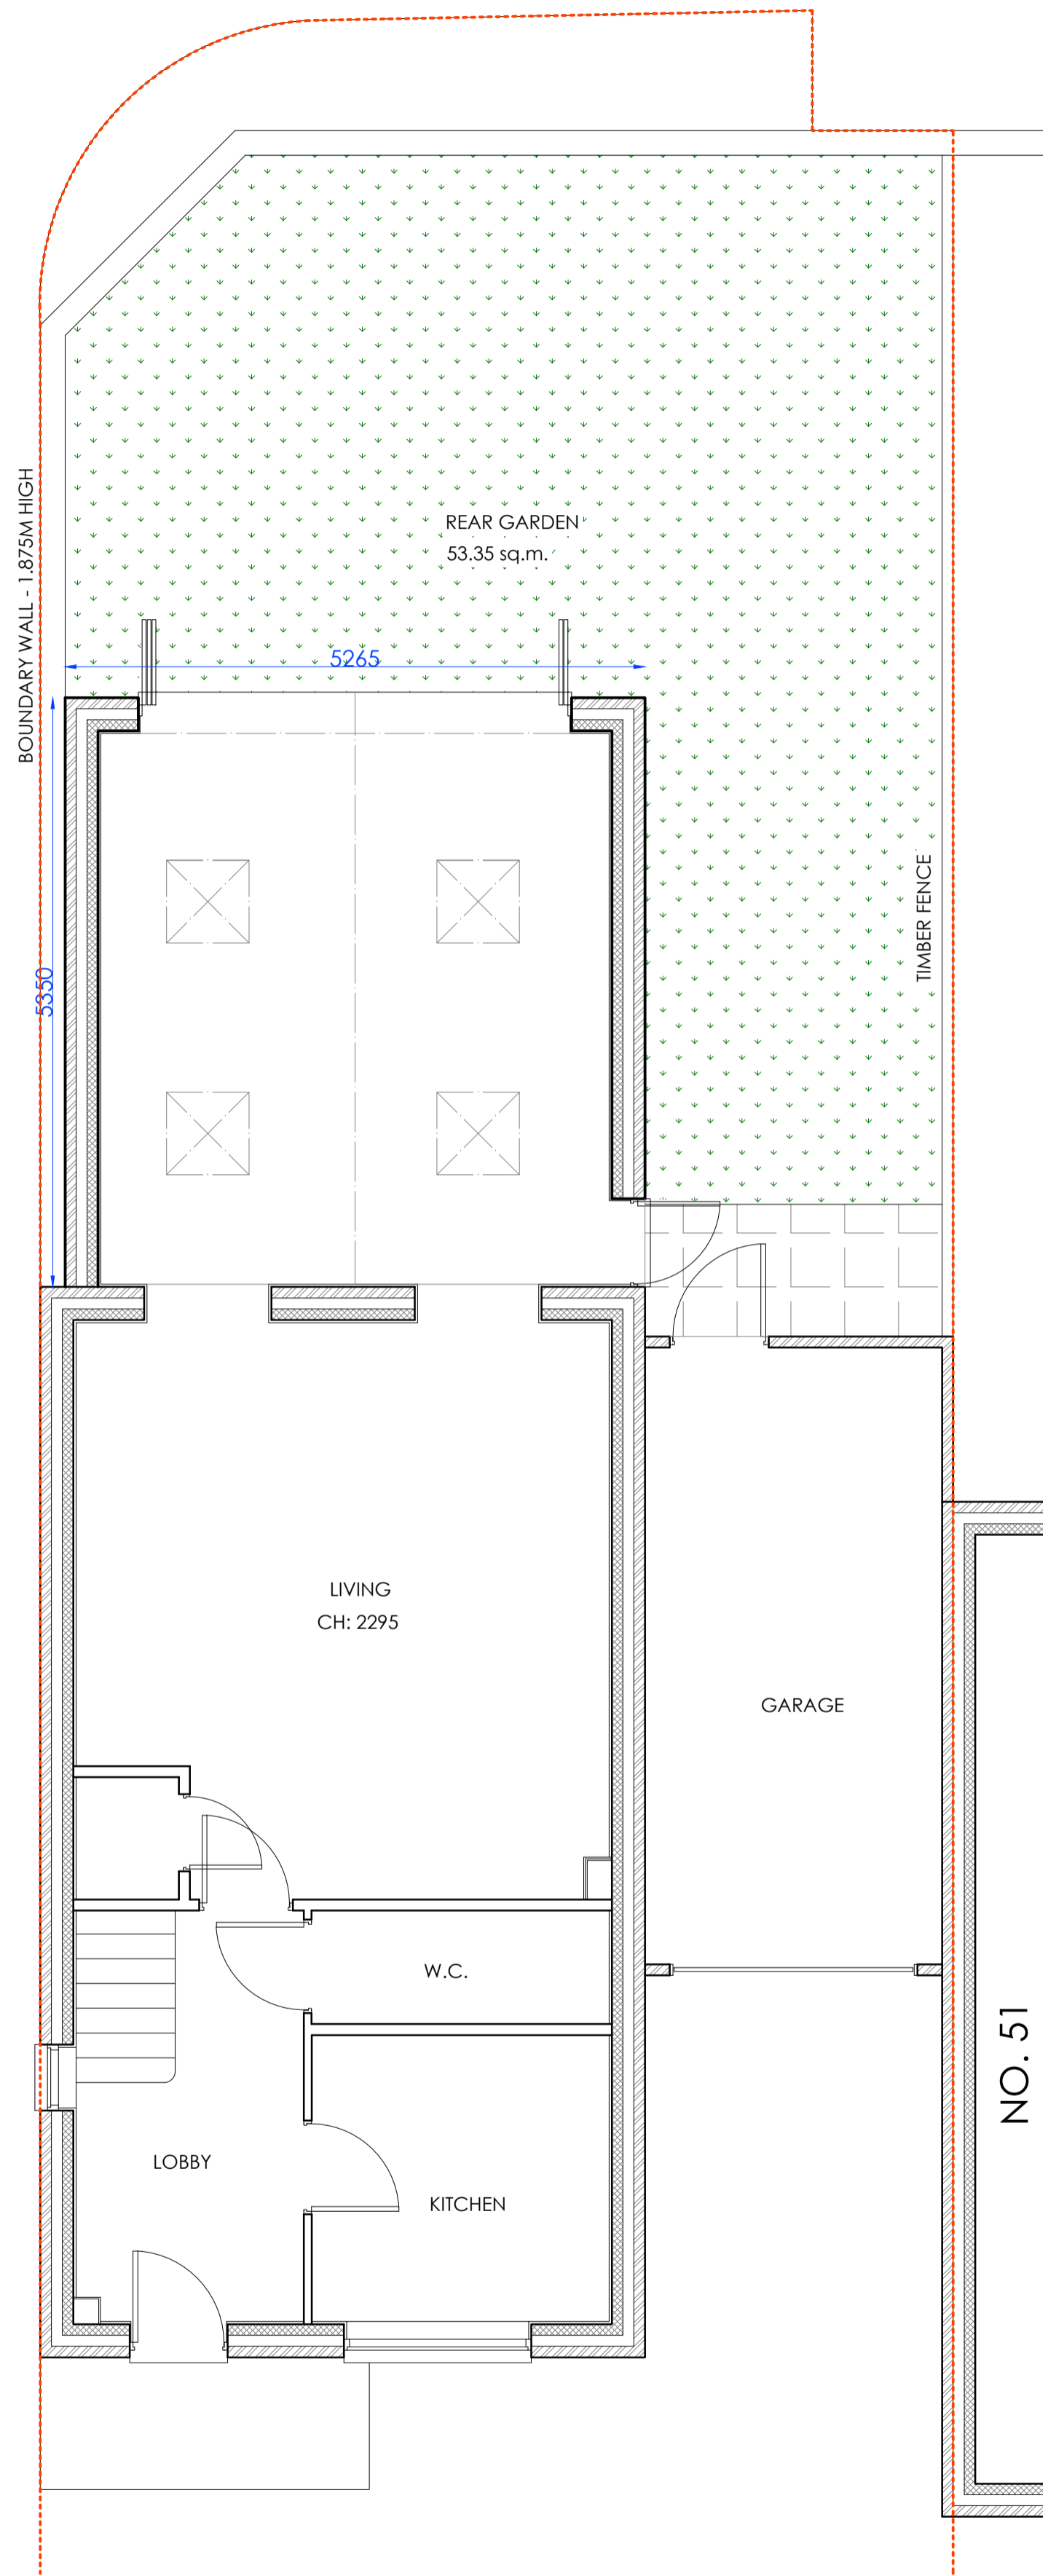 BOUNDARY WALL - 1.875M HIGH
REAR GARDEN
53.35 sq.m.
5265
5350
TIMBER FENCE
LIVING
CH: 2295
GARAGE
W.C.
NO. 51
LOBBY
KITCHEN